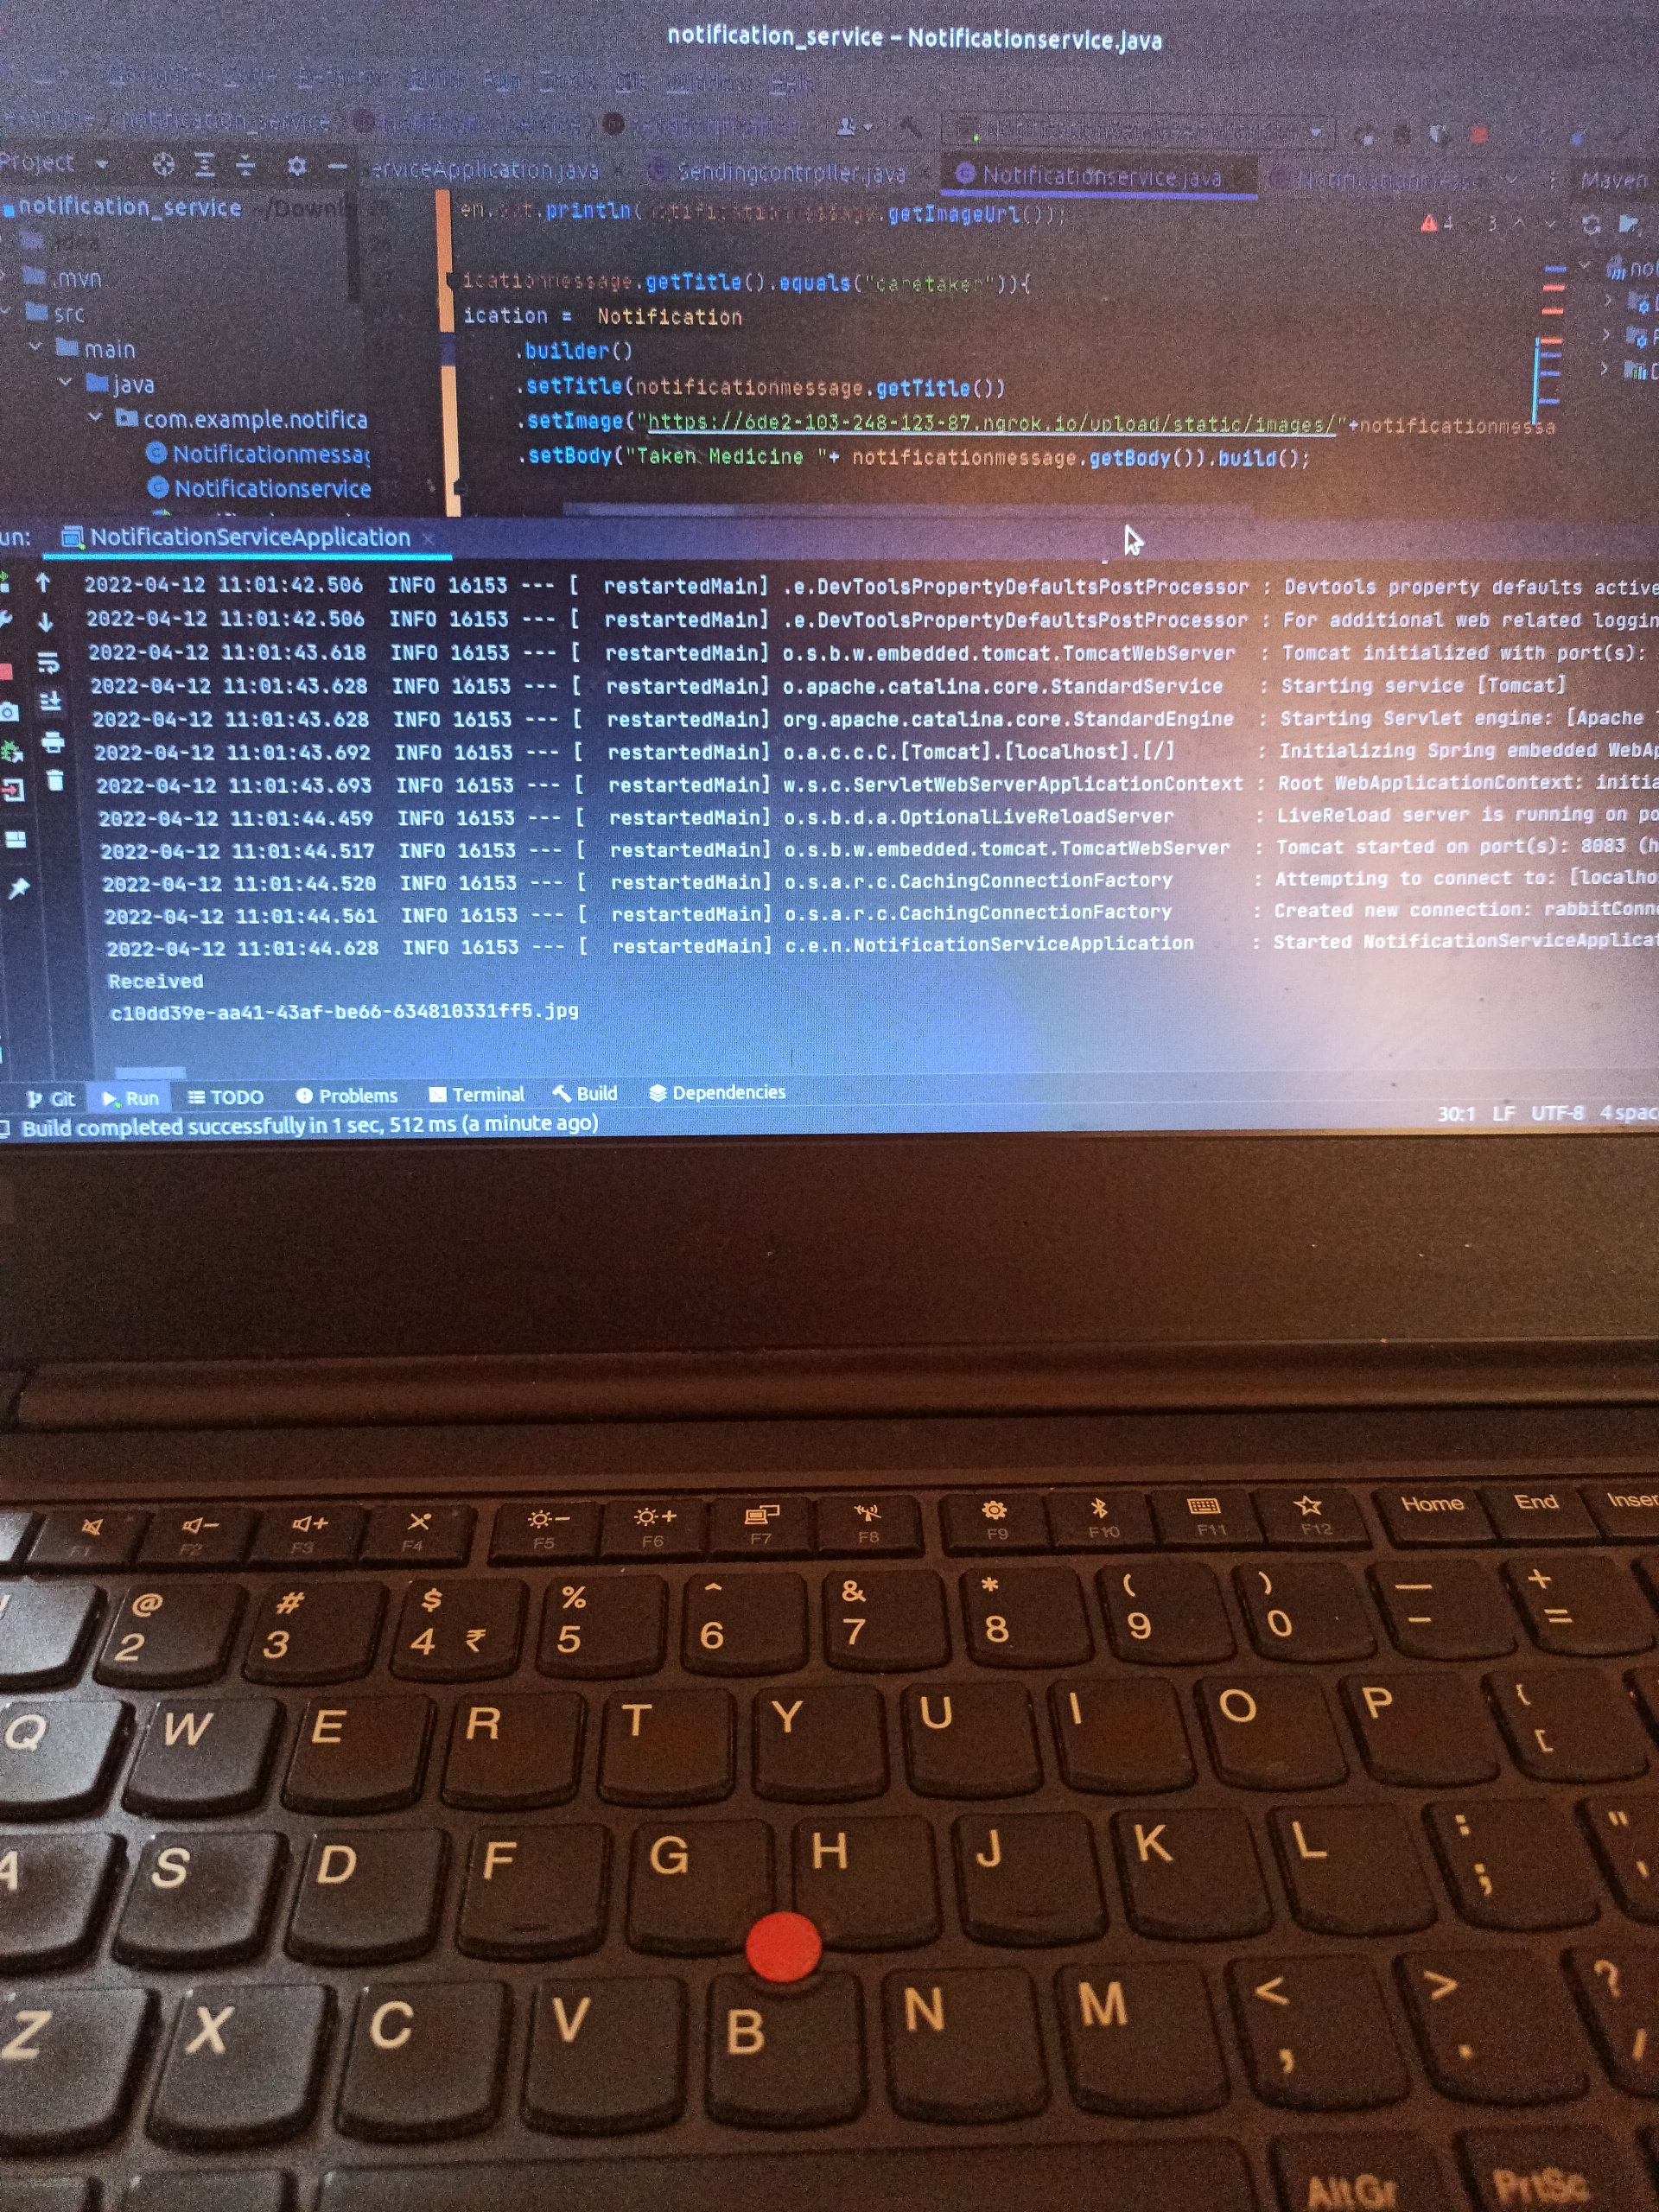 notification_service – Notificationservice.java
Project
erviceApplication.java
Sendingcontroller.java
Notificationservice.java
Maven
notification_service ~/Downl
.idea
.mvn
src
main
java
com.example.notifica
Notificationmessag
Notificationservice
em.out.println(notificationmessage.getImageUrl());
icationmessage.getTitle().equals("caretaker")){
ication = Notification
.builder()
.setTitle(notificationmessage.getTitle())
.setImage("https://6de2-103-248-123-87.ngrok.io/upload/static/images/"+notificationmessa
.setBody("Taken Medicine "+ notificationmessage.getBody()).build();
4 3
un: NotificationServiceApplication
2022-04-12 11:01:42.506 INFO 16153 --- [ restartedMain] .e.DevToolsPropertyDefaultsPostProcessor : Devtools property defaults active
2022-04-12 11:01:42.506 INFO 16153 --- [ restartedMain] .e.DevToolsPropertyDefaultsPostProcessor : For additional web related loggin
2022-04-12 11:01:43.618 INFO 16153 --- [ restartedMain] o.s.b.w.embedded.tomcat.TomcatWebServer : Tomcat initialized with port(s):
2022-04-12 11:01:43.628 INFO 16153 --- [ restartedMain] o.apache.catalina.core.StandardService : Starting service [Tomcat]
2022-04-12 11:01:43.628 INFO 16153 --- [ restartedMain] org.apache.catalina.core.StandardEngine : Starting Servlet engine: [Apache
2022-04-12 11:01:43.692 INFO 16153 --- [ restartedMain] o.a.c.c.C.[Tomcat].[localhost].[/] : Initializing Spring embedded WebAp
2022-04-12 11:01:43.693 INFO 16153 --- [ restartedMain] w.s.c.ServletWebServerApplicationContext : Root WebApplicationContext: initia
2022-04-12 11:01:44.459 INFO 16153 --- [ restartedMain] o.s.b.d.a.OptionalLiveReloadServer : LiveReload server is running on po
2022-04-12 11:01:44.517 INFO 16153 --- [ restartedMain] o.s.b.w.embedded.tomcat.TomcatWebServer : Tomcat started on port(s): 8083 (h
2022-04-12 11:01:44.520 INFO 16153 --- [ restartedMain] o.s.a.r.c.CachingConnectionFactory : Attempting to connect to: [localho
2022-04-12 11:01:44.561 INFO 16153 --- [ restartedMain] o.s.a.r.c.CachingConnectionFactory : Created new connection: rabbitConne
2022-04-12 11:01:44.628 INFO 16153 --- [ restartedMain] c.e.n.NotificationServiceApplication : Started NotificationServiceApplicat
Received
c10dd39e-aa41-43af-be66-634810331ff5.jpg
Git Run TODO Problems Terminal Build Dependencies
Build completed successfully in 1 sec, 512 ms (a minute ago)
30:1 LF UTF-8 4 spac
Home End Inser
F1 F2 F3 F4 F5 F6 F7 F8 F9 F10 F11 F12
! @ # $ % ^ & * ( ) — +
2 3 4 ₹ 5 6 7 8 9 0 - =
Q W E R T Y U I O P { [
A S D F G H J K L : ; " '
Z X C V B N M < , > . ? /
AltGr PrtSc